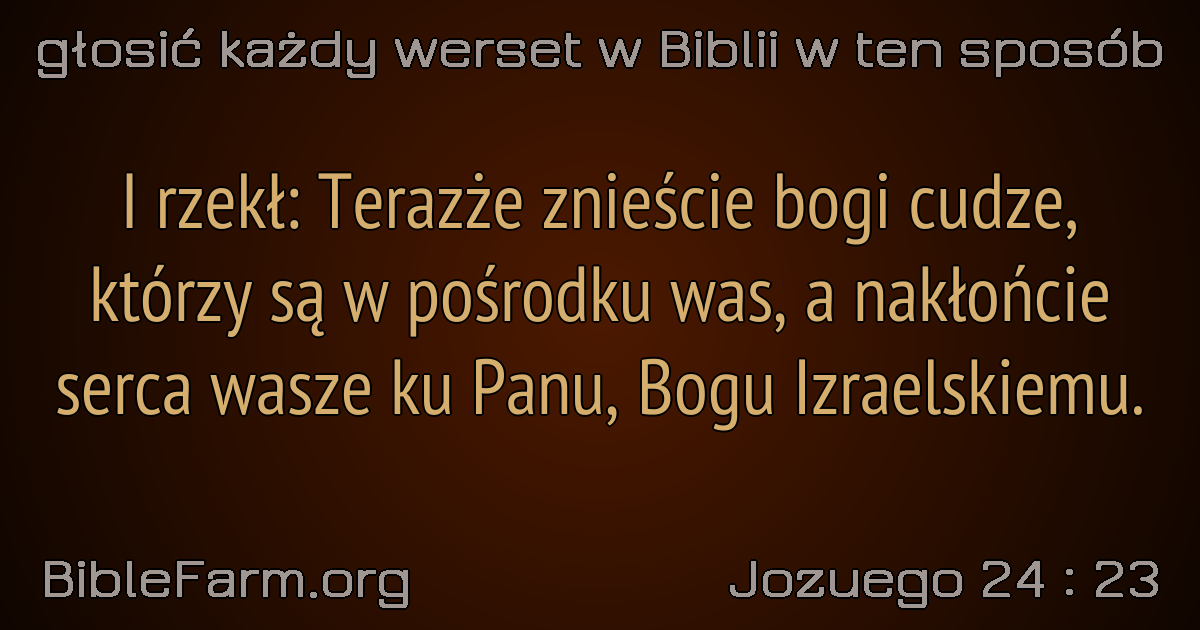 głosić każdy werset w Biblii w ten sposób
I rzekł: Terazże znieście bogi cudze,
którzy są w pośrodku was, a nakłońcie
serca wasze ku Panu, Bogu Izraelskiemu.
BibleFarm.org
Jozuego 24 : 23